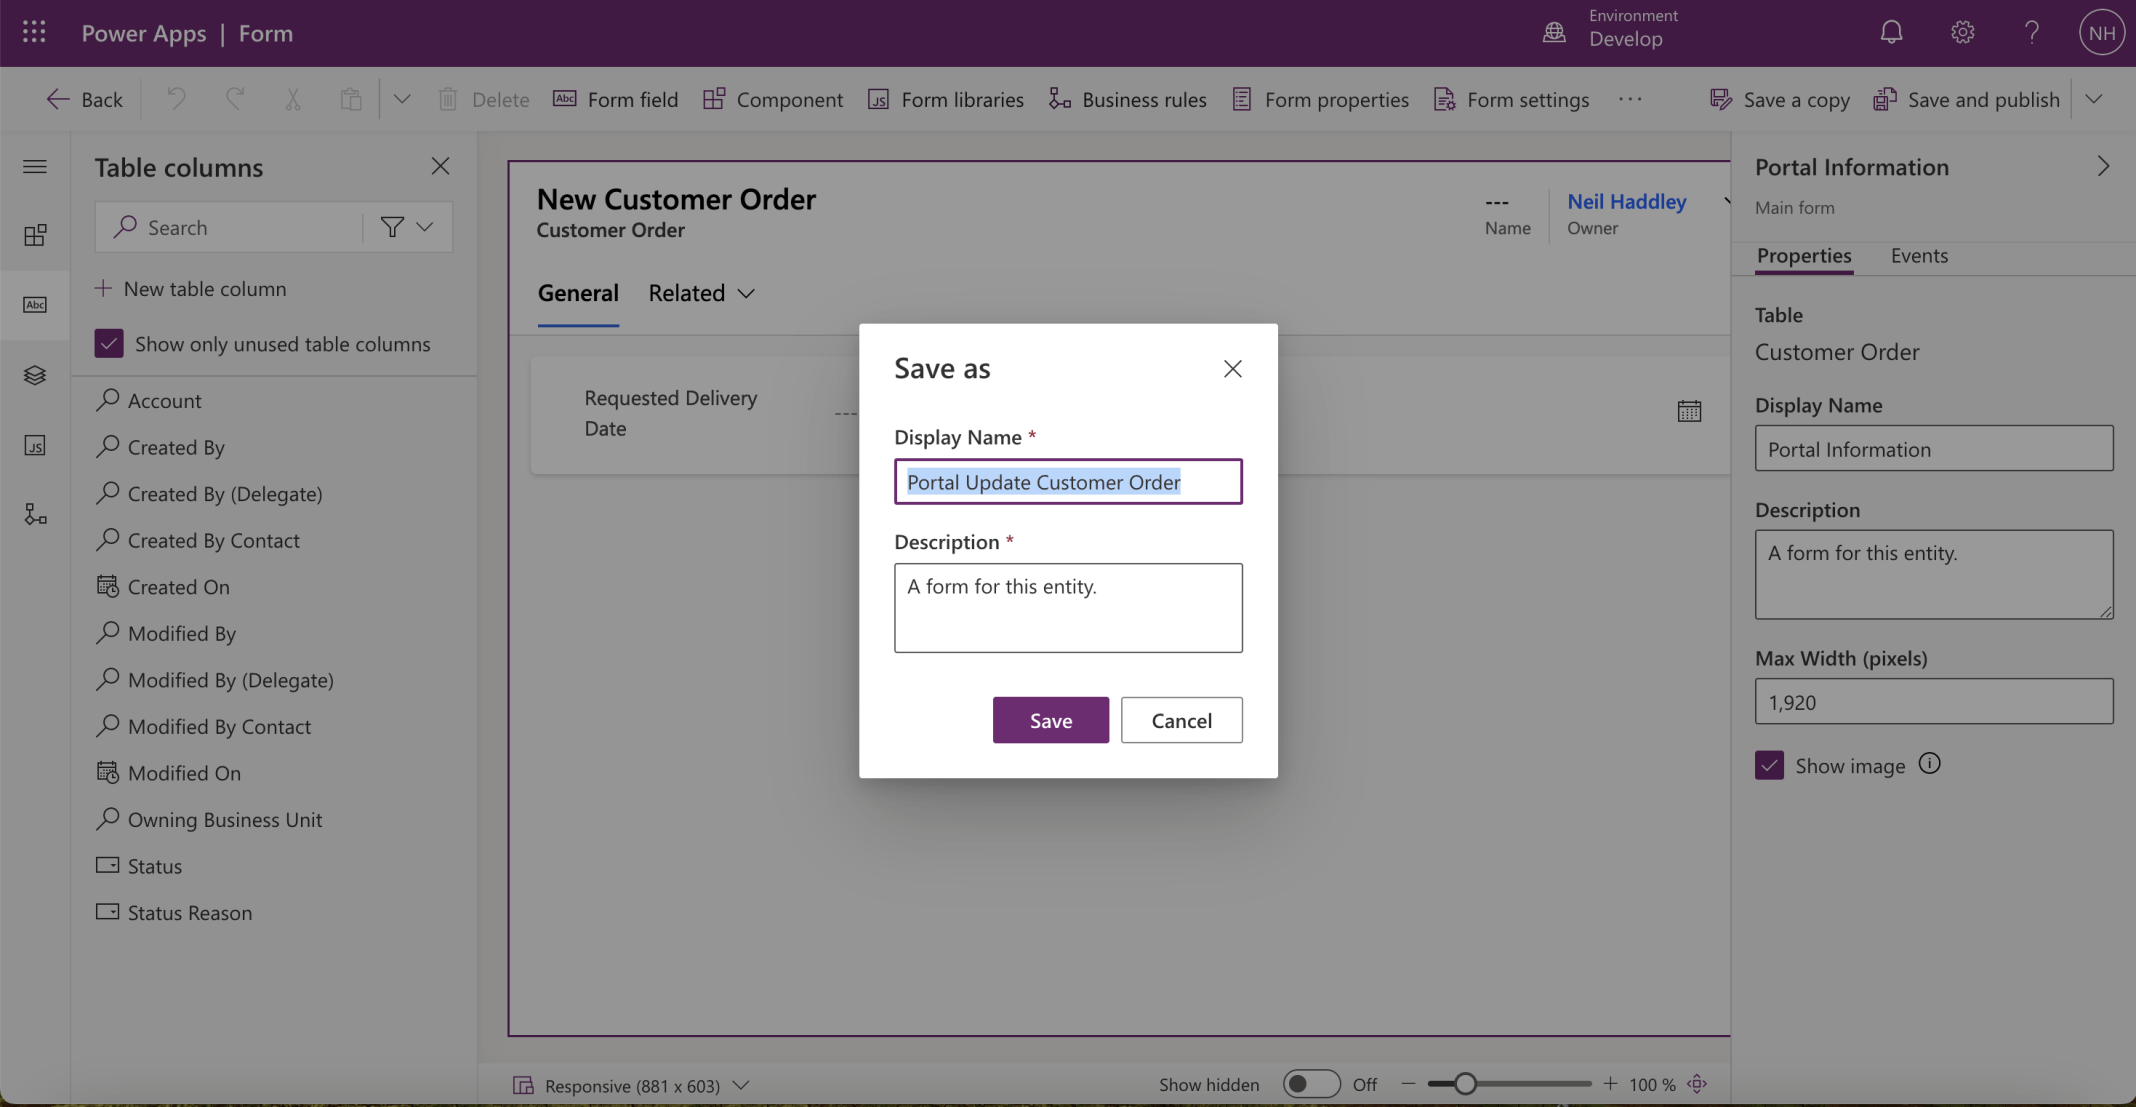 Power Apps | Form
Environment
Develop
NH
Back
Delete
Abc
Form field
Component
JS
Form libraries
Business rules
Form properties
Form settings
...
Save a copy
Save and publish
Table columns
Search
New table column
Show only unused table columns
Abc
JS
Account
Created By
Created By (Delegate)
Created By Contact
Created On
Modified By
Modified By (Delegate)
Modified By Contact
Modified On
Owning Business Unit
Status
Status Reason
New Customer Order
Customer Order
---
Name
Neil Haddley
Owner
General
Related
Requested Delivery
Date
---
Save as
Display Name *
Portal Update Customer Order
Description *
A form for this entity.
Save
Cancel
Portal Information
Main form
Properties
Events
Table
Customer Order
Display Name
Portal Information
Description
A form for this entity.
Max Width (pixels)
1,920
Show image
Responsive (881 x 603)
Show hidden
Off
100 %